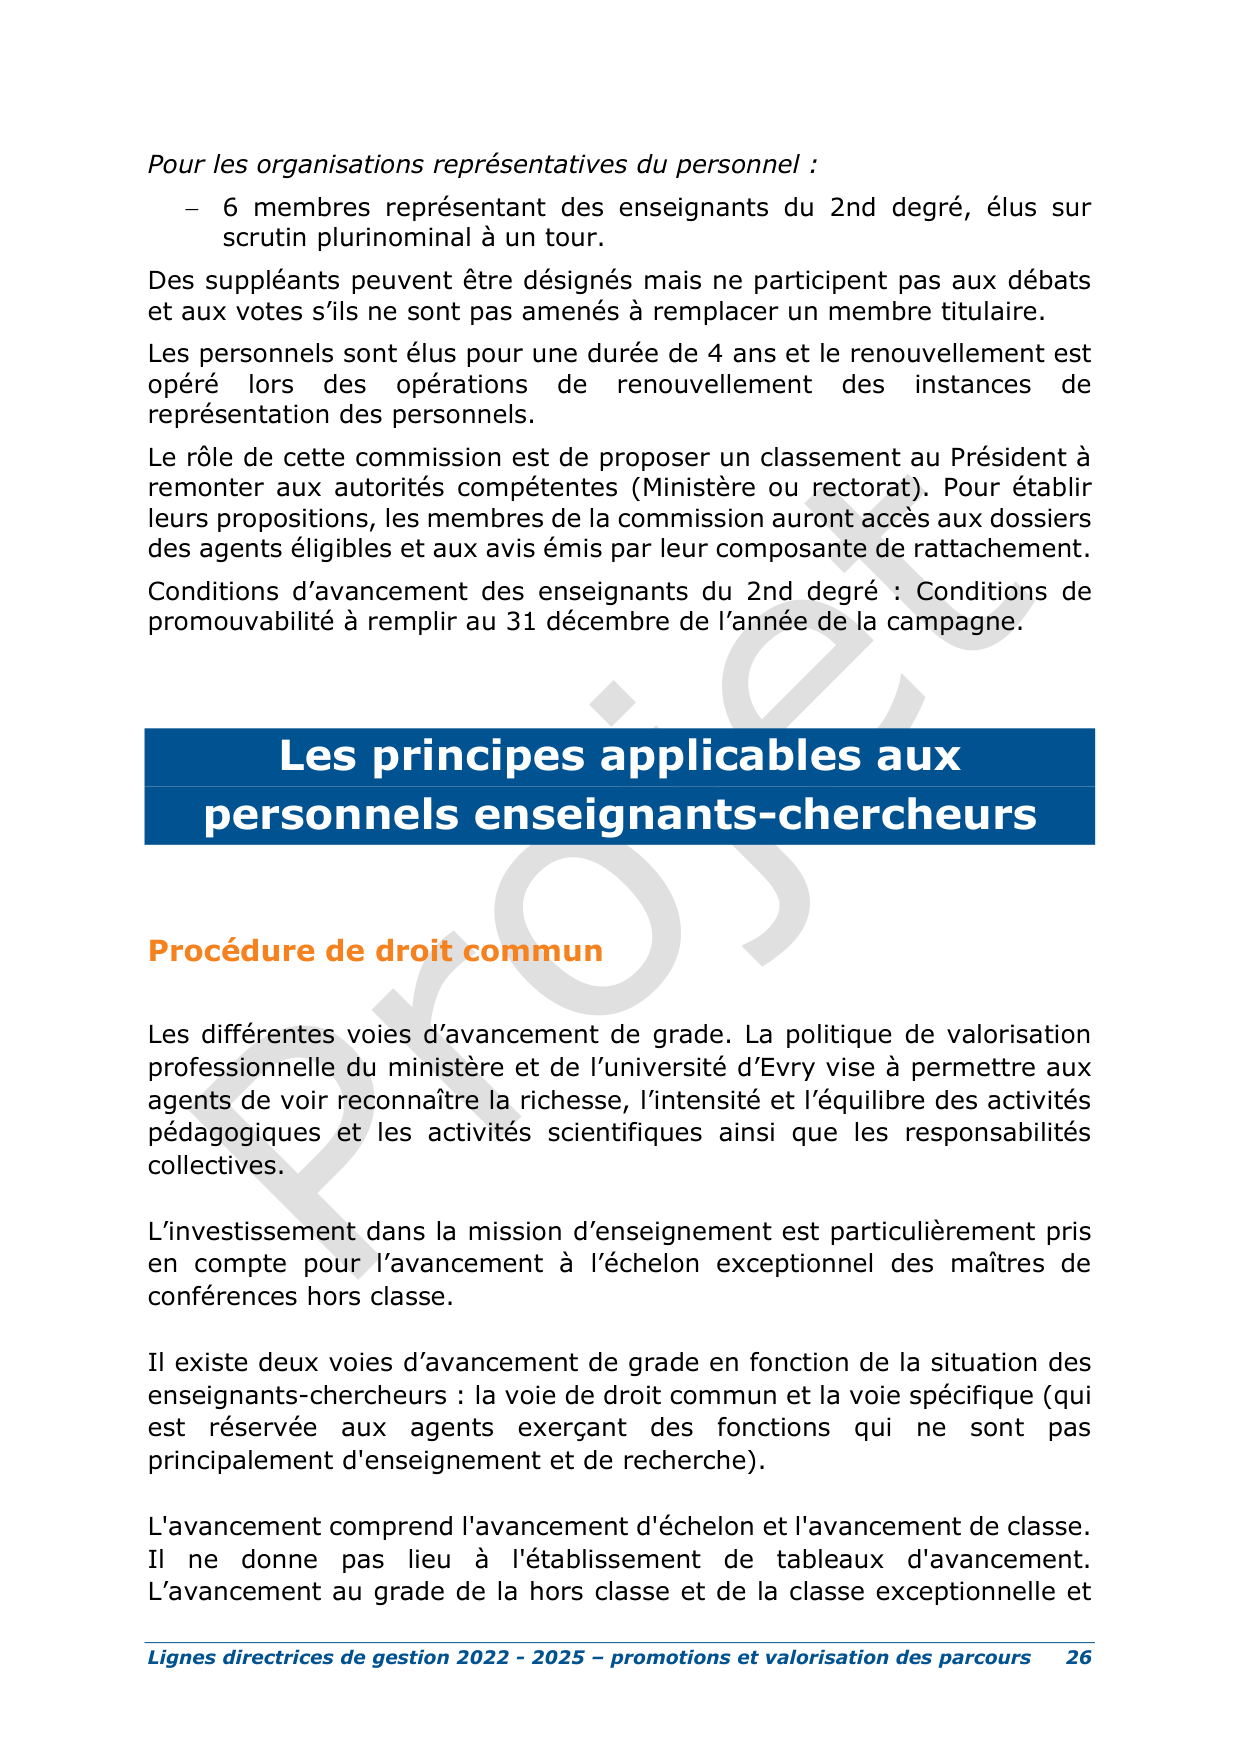 Pour les organisations représentatives du personnel :
– 6 membres représentant des enseignants du 2nd degré, élus sur
scrutin plurinominal à un tour.
Des suppléants peuvent être désignés mais ne participent pas aux débats
et aux votes s’ils ne sont pas amenés à remplacer un membre titulaire.
Les personnels sont élus pour une durée de 4 ans et le renouvellement est
opéré lors des opérations de renouvellement des instances de
représentation des personnels.
Le rôle de cette commission est de proposer un classement au Président à
remonter aux autorités compétentes (Ministère ou rectorat). Pour établir
leurs propositions, les membres de la commission auront accès aux dossiers
des agents éligibles et aux avis émis par leur composante de rattachement.
Conditions d’avancement des enseignants du 2nd degré : Conditions de
promouvabilité à remplir au 31 décembre de l’année de la campagne.
Les principes applicables aux
personnels enseignants-chercheurs
Procédure de droit commun
Les différentes voies d’avancement de grade. La politique de valorisation
professionnelle du ministère et de l’université d’Evry vise à permettre aux
agents de voir reconnaître la richesse, l’intensité et l’équilibre des activités
pédagogiques et les activités scientifiques ainsi que les responsabilités
collectives.
L’investissement dans la mission d’enseignement est particulièrement pris
en compte pour l’avancement à l’échelon exceptionnel des maîtres de
conférences hors classe.
Il existe deux voies d’avancement de grade en fonction de la situation des
enseignants-chercheurs : la voie de droit commun et la voie spécifique (qui
est réservée aux agents exerçant des fonctions qui ne sont pas
principalement d'enseignement et de recherche).
L'avancement comprend l'avancement d'échelon et l'avancement de classe.
Il ne donne pas lieu à l'établissement de tableaux d'avancement.
L’avancement au grade de la hors classe et de la classe exceptionnelle et
Lignes directrices de gestion 2022 - 2025 – promotions et valorisation des parcours 26
Projet